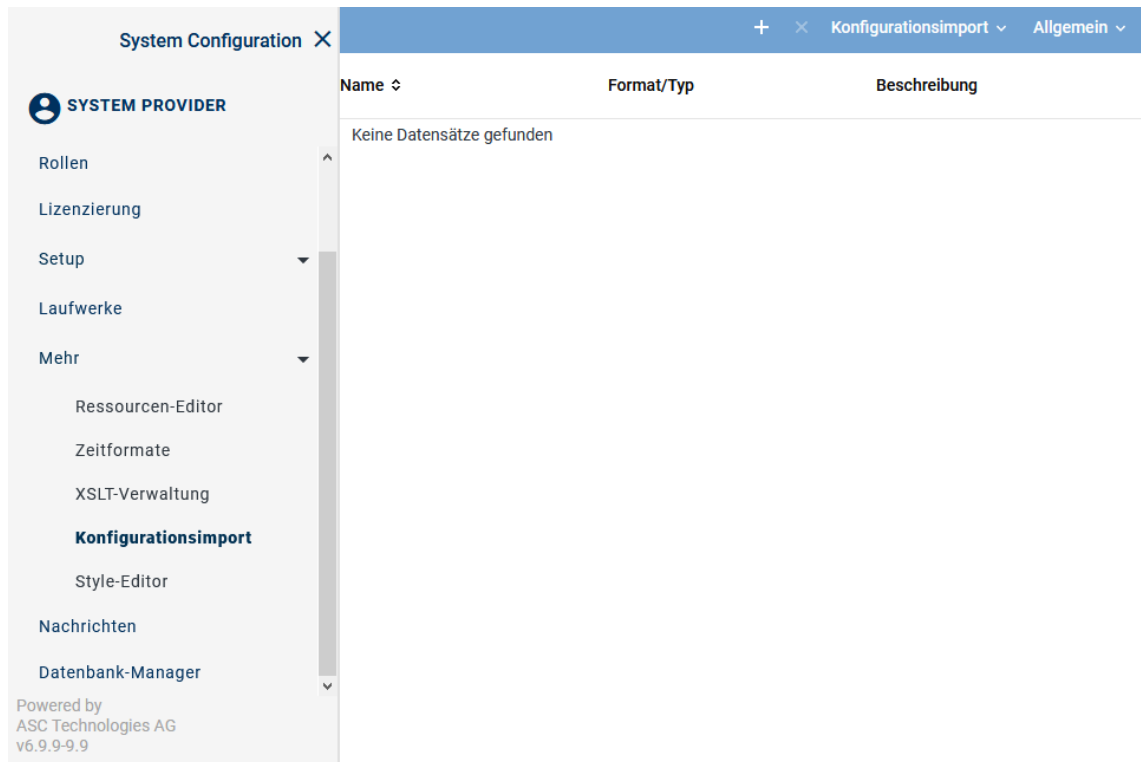 System Configuration
SYSTEM PROVIDER
Rollen
Lizenzierung
Setup
Laufwerke
Mehr
Ressourcen-Editor
Zeitformate
XSLT-Verwaltung
Konfigurationsimport
Style-Editor
Nachrichten
Datenbank-Manager
Powered by
ASC Technologies AG
v6.9.9-9.9
Konfigurationsimport Allgemein
Name Format/Typ Beschreibung
Keine Datensätze gefunden